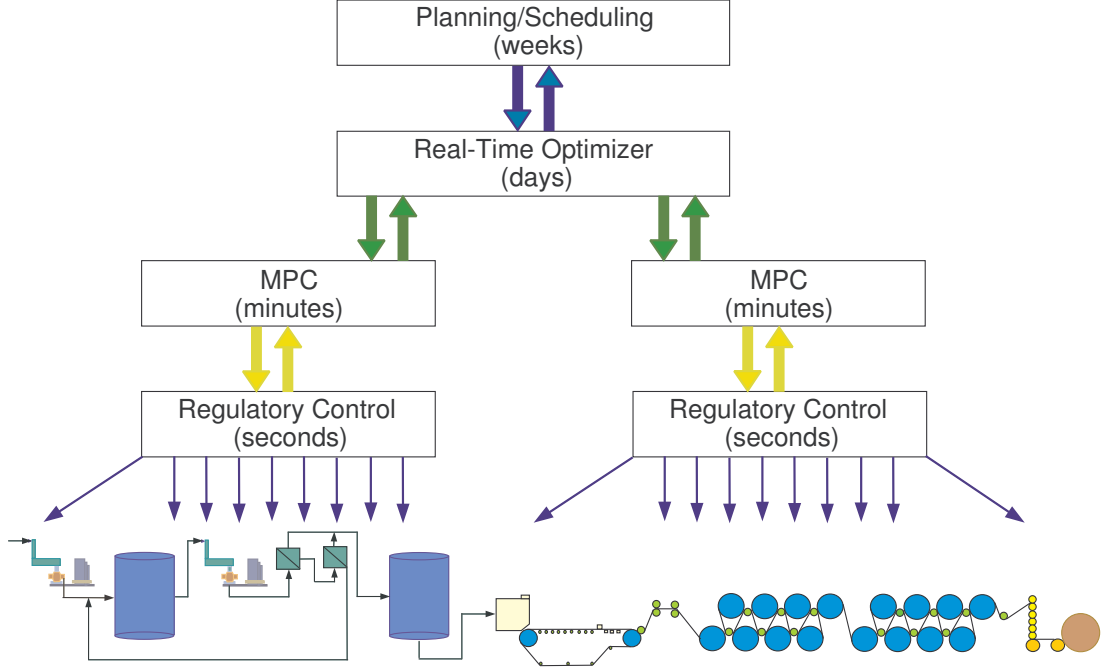 Planning/Scheduling
(weeks)
Real-Time Optimizer
(days)
MPC
(minutes)
MPC
(minutes)
Regulatory Control
(seconds)
Regulatory Control
(seconds)